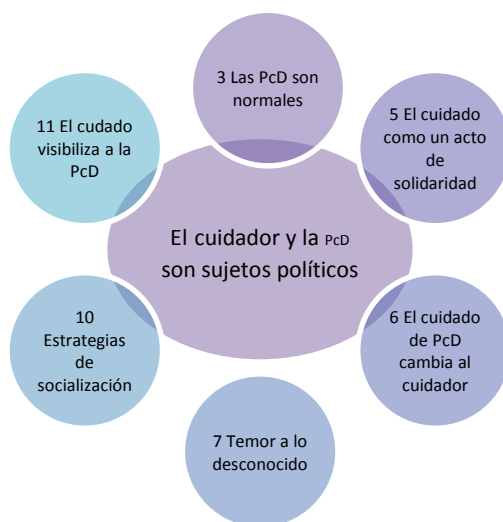 3 Las PcD son
normales
11 El cudado
visibiliza a la
PcD
5 El cuidado
como un acto
de
solidaridad
El cuidador y la PcD
son sujetos políticos
10
Estrategias
de
socialización
6 El cuidado
de PcD
cambia al
cuidador
7 Temor a lo
desconocido